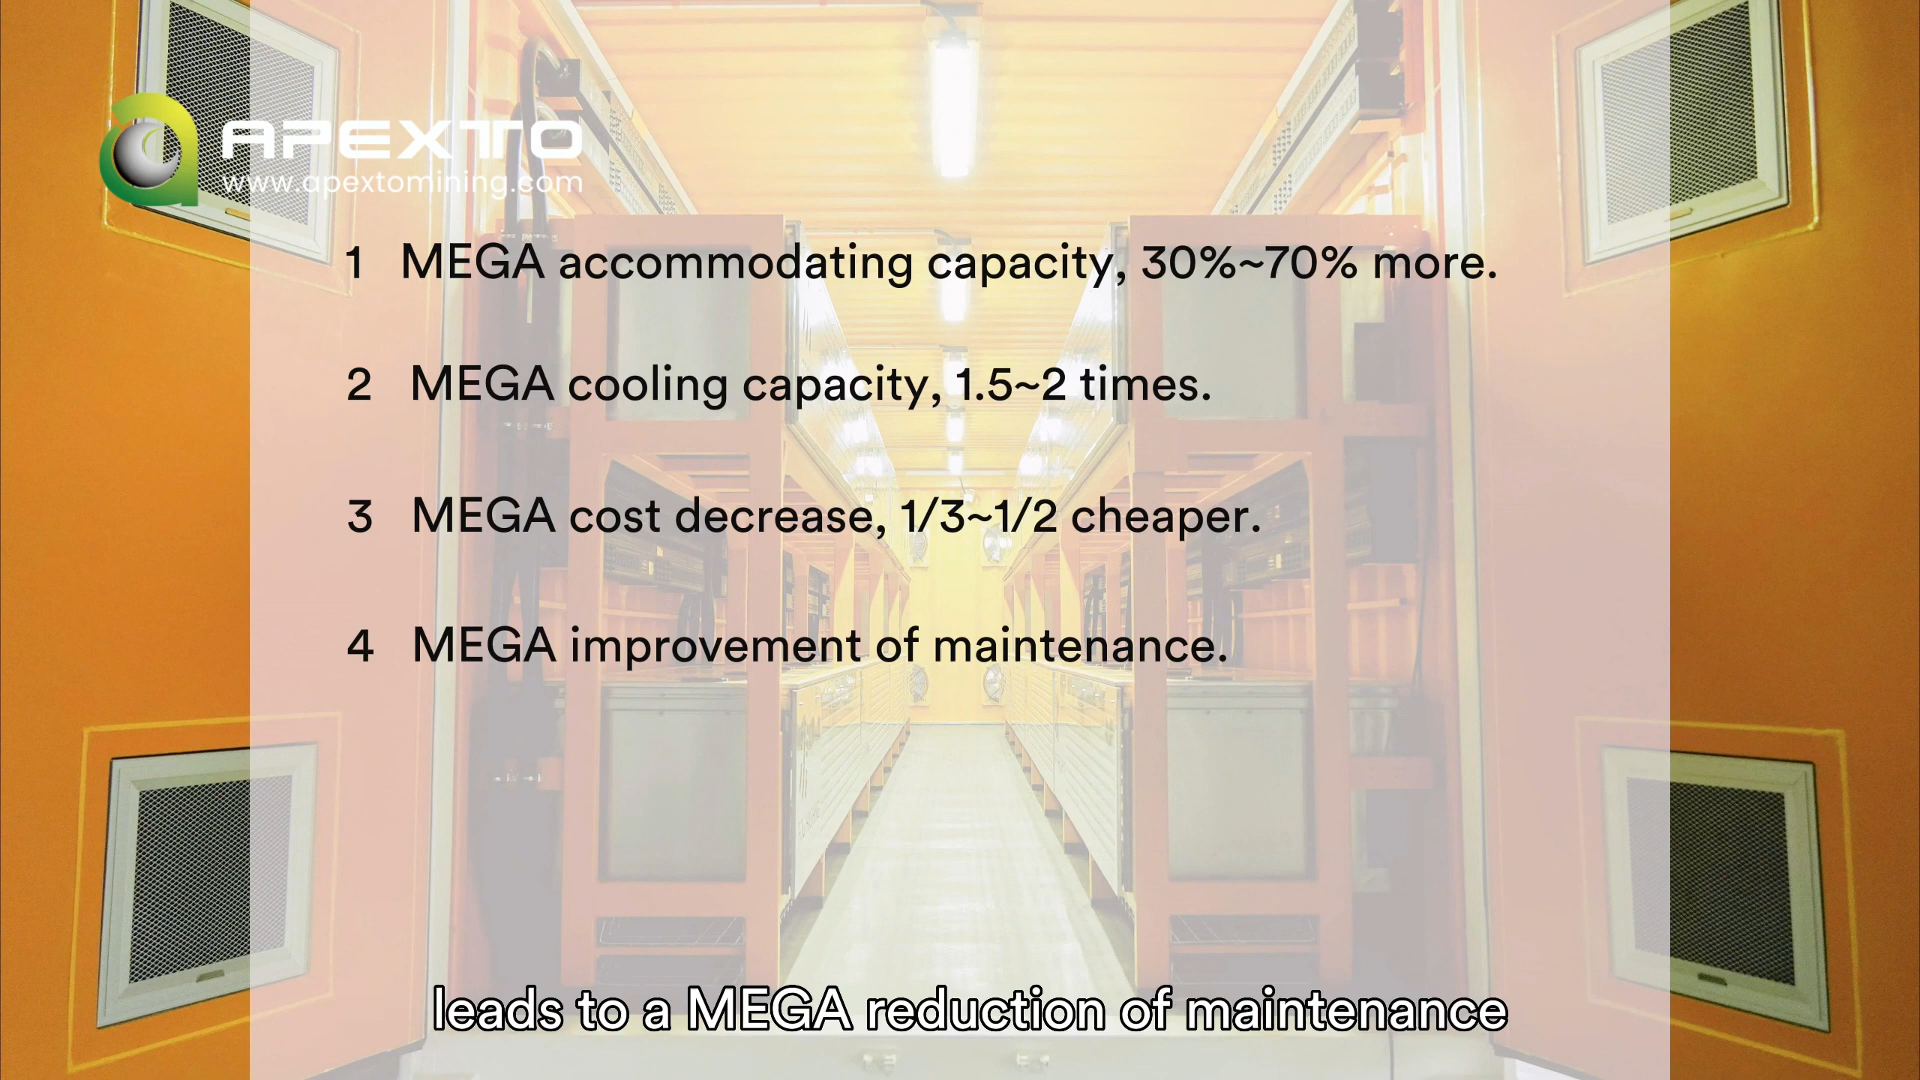 APEXTO
www.apextomining.com
1 MEGA accommodating capacity, 30%~70% more.
2 MEGA cooling capacity, 1.5~2 times.
3 MEGA cost decrease, 1/3~1/2 cheaper.
4 MEGA improvement of maintenance.
leads to a MEGA reduction of maintenance